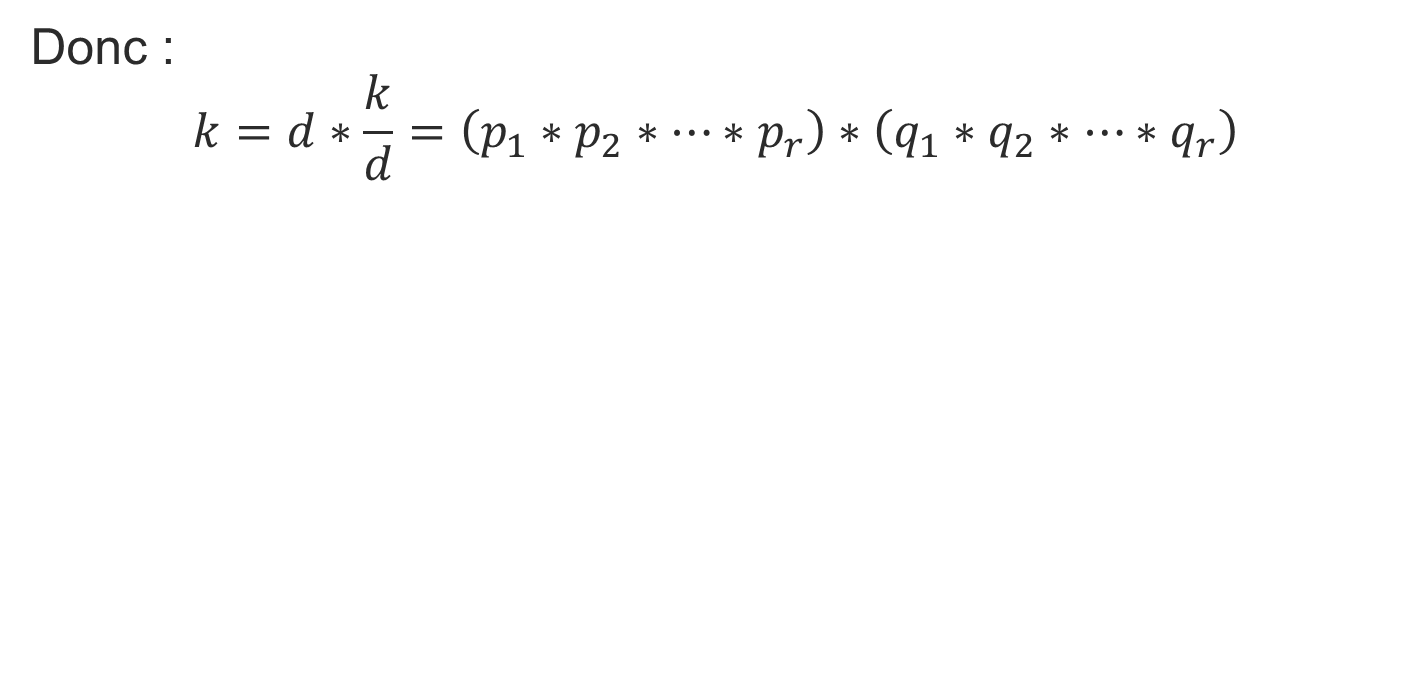 Donc :
k = d * k/d = (p₁ * p₂ * ⋯ * pᵣ) * (q₁ * q₂ * ⋯ * qᵣ)